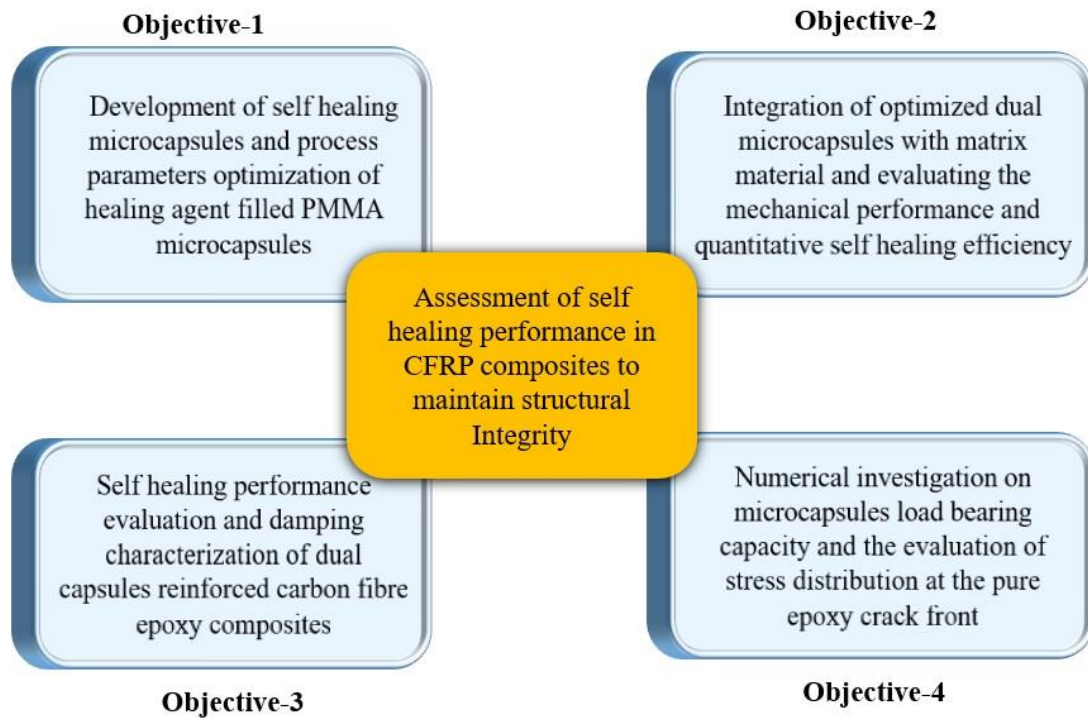 Objective-1
Development of self healing
microcapsules and process
parameters optimization of
healing agent filled PMMA
microcapsules
Objective-2
Integration of optimized dual
microcapsules with matrix
material and evaluating the
mechanical performance and
quantitative self healing efficiency
Assessment of self
healing performance in
CFRP composites to
maintain structural
Integrity
Self healing performance
evaluation and damping
characterization of dual
capsules reinforced carbon fibre
epoxy composites
Objective-3
Numerical investigation on
microcapsules load bearing
capacity and the evaluation of
stress distribution at the pure
epoxy crack front
Objective-4